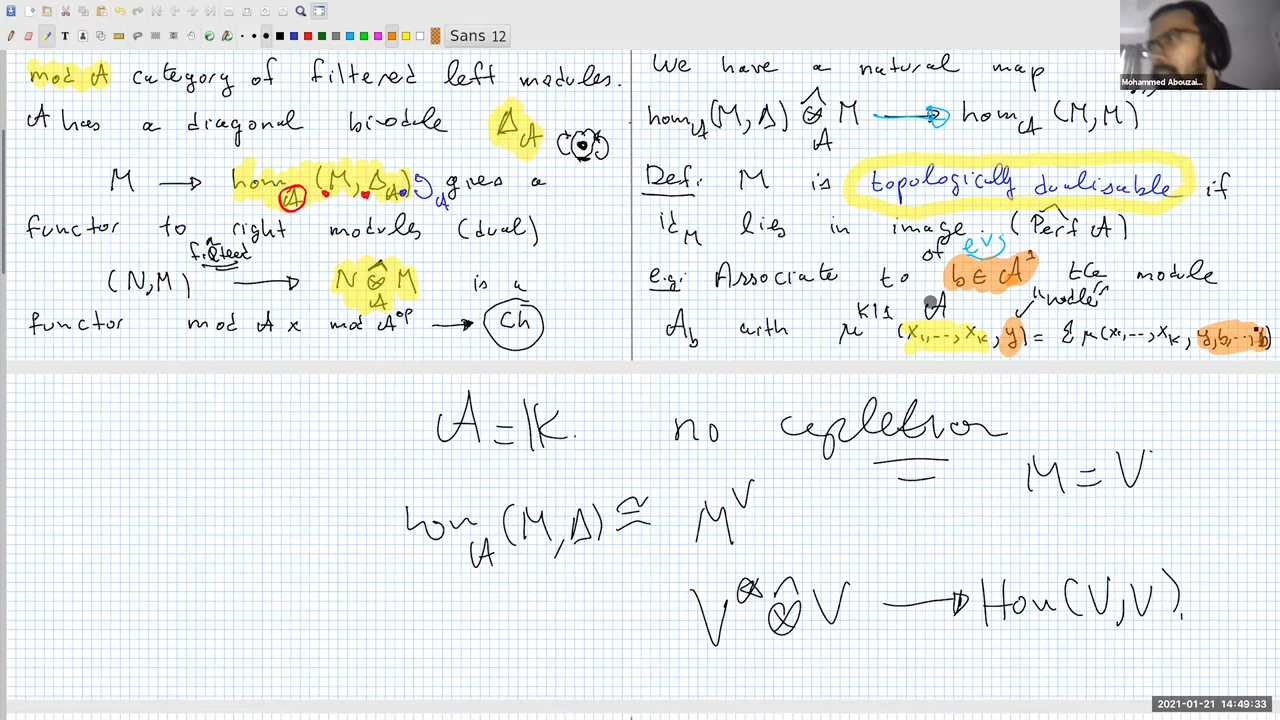 Sans 12
Mohammed Abouzai...
mod A category of filtered left modules.
A has a diagonal bimodule Δ_A
M → hom_A (M, Δ_A) gives a
functor to right modules (dual)
filtered
(N,M) → N ⊗̂_A M is a
functor mod A × mod A^op → Ch
We have a natural map
hom_A (M, Δ) ⊗̂_A M → hom_A (M, M)
Def: M is topologically dualisable if
id_M lies in image. (Perf A)
of ev
e.g: Associate to b ∈ A^1 the module
A_b with μ^{k|1}_A (x_1, ..., x_k, y) = Σ μ(x_1, ..., x_k, y, b, ..., b)
A = K. no completion
M = V
hom_A (M, Δ) ≅ M^V
V* ⊗̂ V → Hom(V, V).
2021-01-21 14:49:33